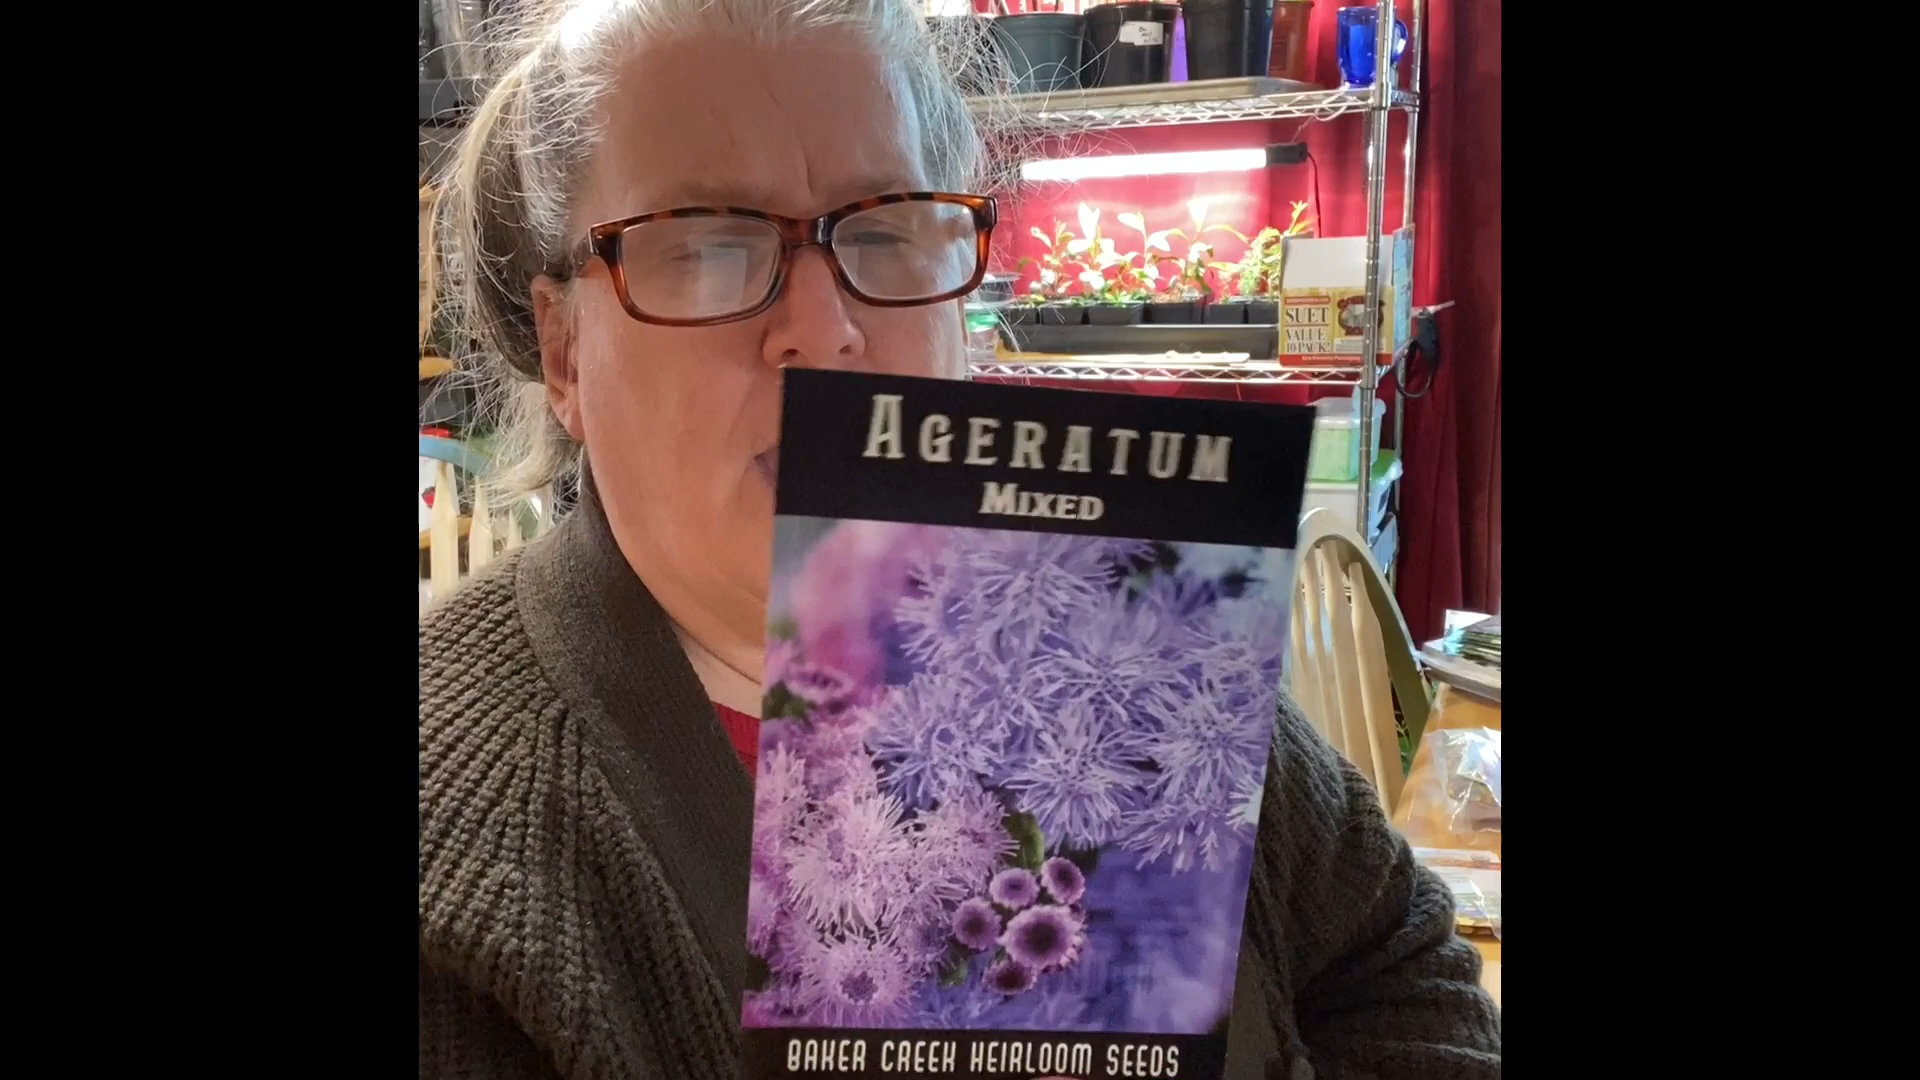 AGERATUM
MIXED
SUET
VALUE
10-PACK!
BAKER CREEK HEIRLOOM SEEDS